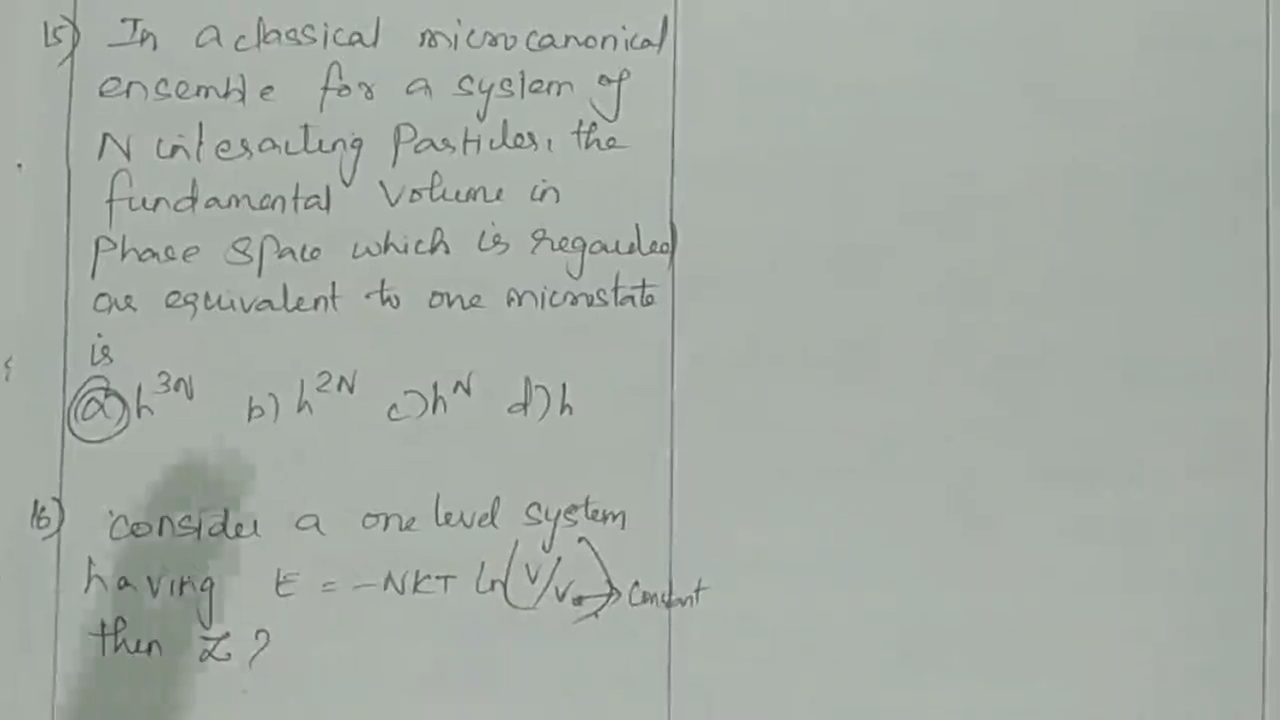 15) In a classical microcanonical
ensemble for a system of
N interacting Particles, the
fundamental Volume in
Phase Space which is regarded
as equivalent to one microstate
is
a) h^3N b) h^2N c) h^N d) h
16) consider a one level system
having E = -NKT ln(V/V₀) → Constant
then Z?